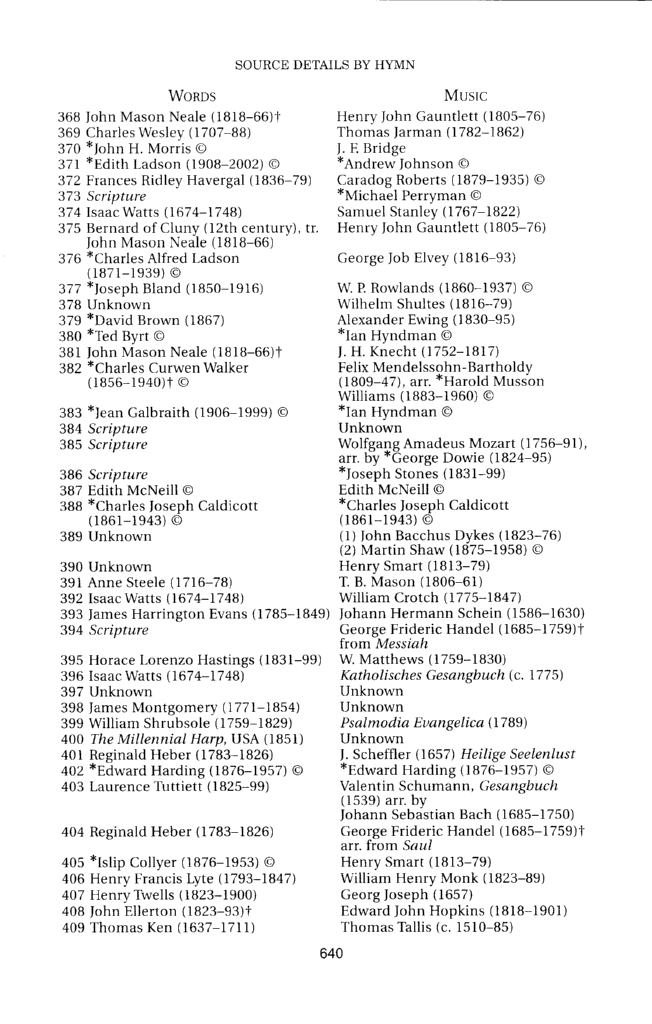 SOURCE DETAILS BY HYMN
WORDS
368 John Mason Neale (1818–66)†
369 Charles Wesley (1707–88)
370 *John H. Morris ©
371 *Edith Ladson (1908–2002) ©
372 Frances Ridley Havergal (1836–79)
373 Scripture
374 Isaac Watts (1674–1748)
375 Bernard of Cluny (12th century), tr.
John Mason Neale (1818–66)
376 *Charles Alfred Ladson
(1871–1939) ©
377 *Joseph Bland (1850–1916)
378 Unknown
379 *David Brown (1867)
380 *Ted Byrt ©
381 John Mason Neale (1818–66)†
382 *Charles Curwen Walker
(1856–1940)† ©
383 *Jean Galbraith (1906–1999) ©
384 Scripture
385 Scripture
386 Scripture
387 Edith McNeill ©
388 *Charles Joseph Caldicott
(1861–1943) ©
389 Unknown
390 Unknown
391 Anne Steele (1716–78)
392 Isaac Watts (1674–1748)
393 James Harrington Evans (1785–1849)
394 Scripture
395 Horace Lorenzo Hastings (1831–99)
396 Isaac Watts (1674–1748)
397 Unknown
398 James Montgomery (1771–1854)
399 William Shrubsole (1759–1829)
400 The Millennial Harp, USA (1851)
401 Reginald Heber (1783–1826)
402 *Edward Harding (1876–1957) ©
403 Laurence Tuttiett (1825–99)
404 Reginald Heber (1783–1826)
405 *Islip Collyer (1876–1953) ©
406 Henry Francis Lyte (1793–1847)
407 Henry Twells (1823–1900)
408 John Ellerton (1823–93)†
409 Thomas Ken (1637–1711)
MUSIC
Henry John Gauntlett (1805–76)
Thomas Jarman (1782–1862)
J. F. Bridge
*Andrew Johnson ©
Caradog Roberts (1879–1935) ©
*Michael Perryman ©
Samuel Stanley (1767–1822)
Henry John Gauntlett (1805–76)
George Job Elvey (1816–93)
W. P. Rowlands (1860–1937) ©
Wilhelm Shultes (1816–79)
Alexander Ewing (1830–95)
*Ian Hyndman ©
J. H. Knecht (1752–1817)
Felix Mendelssohn-Bartholdy
(1809–47), arr. *Harold Musson
Williams (1883–1960) ©
*Ian Hyndman ©
Unknown
Wolfgang Amadeus Mozart (1756–91),
arr. by *George Dowie (1824–95)
*Joseph Stones (1831–99)
Edith McNeill ©
*Charles Joseph Caldicott
(1861–1943) ©
(1) John Bacchus Dykes (1823–76)
(2) Martin Shaw (1875–1958) ©
Henry Smart (1813–79)
T. B. Mason (1806–61)
William Crotch (1775–1847)
Johann Hermann Schein (1586–1630)
George Frideric Handel (1685–1759)†
from Messiah
W. Matthews (1759–1830)
Katholisches Gesangbuch (c. 1775)
Unknown
Unknown
Psalmodia Evangelica (1789)
Unknown
J. Scheffler (1657) Heilige Seelenlust
*Edward Harding (1876–1957) ©
Valentin Schumann, Gesangbuch
(1539) arr. by
Johann Sebastian Bach (1685–1750)
George Frideric Handel (1685–1759)†
arr. from Saul
Henry Smart (1813–79)
William Henry Monk (1823–89)
Georg Joseph (1657)
Edward John Hopkins (1818–1901)
Thomas Tallis (c. 1510–85)
640